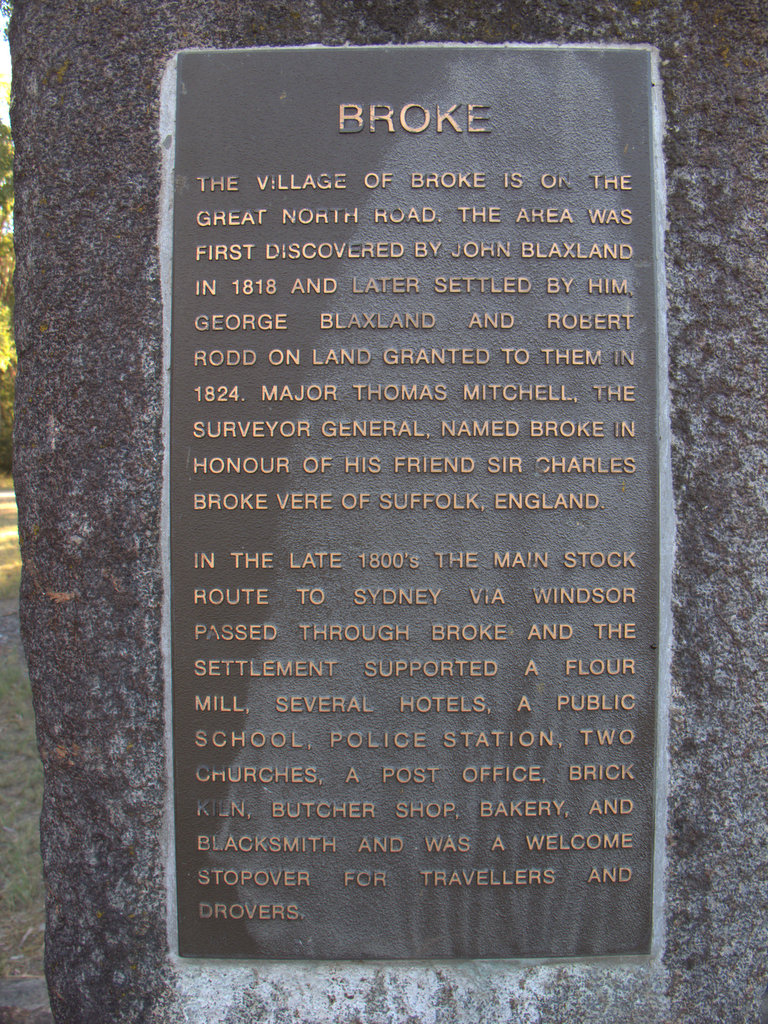 BROKE
THE VILLAGE OF BROKE IS ON THE
GREAT NORTH ROAD. THE AREA WAS
FIRST DISCOVERED BY JOHN BLAXLAND
IN 1818 AND LATER SETTLED BY HIM,
GEORGE BLAXLAND AND ROBERT
RODD ON LAND GRANTED TO THEM IN
1824. MAJOR THOMAS MITCHELL, THE
SURVEYOR GENERAL, NAMED BROKE IN
HONOUR OF HIS FRIEND SIR CHARLES
BROKE VERE OF SUFFOLK, ENGLAND.
IN THE LATE 1800's THE MAIN STOCK
ROUTE TO SYDNEY VIA WINDSOR
PASSED THROUGH BROKE AND THE
SETTLEMENT SUPPORTED A FLOUR
MILL, SEVERAL HOTELS, A PUBLIC
SCHOOL, POLICE STATION, TWO
CHURCHES, A POST OFFICE, BRICK
KILN, BUTCHER SHOP, BAKERY, AND
BLACKSMITH AND WAS A WELCOME
STOPOVER FOR TRAVELLERS AND
DROVERS.